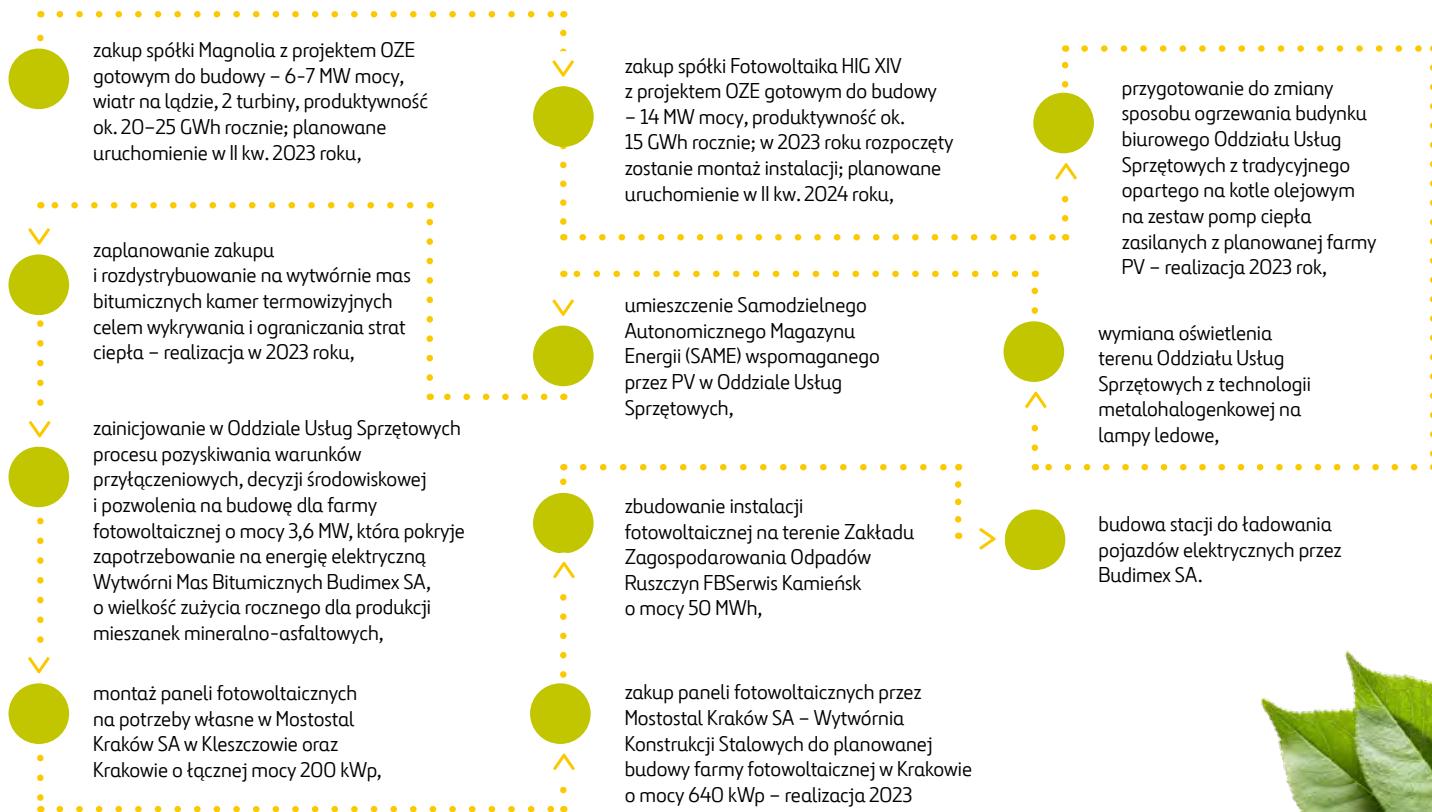 zakup spółki Magnolia z projektem OZE
gotowym do budowy – 6-7 MW mocy,
wiatr na lądzie, 2 turbiny, produktywność
ok. 20–25 GWh rocznie; planowane
uruchomienie w II kw. 2023 roku,
zakup spółki Fotowoltaika HIG XIV
z projektem OZE gotowym do budowy
– 14 MW mocy, produktywność ok.
15 GWh rocznie; w 2023 roku rozpoczęty
zostanie montaż instalacji; planowane
uruchomienie w II kw. 2024 roku,
przygotowanie do zmiany
sposobu ogrzewania budynku
biurowego Oddziału Usług
Sprzętowych z tradycyjnego
opartego na kotle olejowym
na zestaw pomp ciepła
zasilanych z planowanej farmy
PV – realizacja 2023 rok,
wymiana oświetlenia
terenu Oddziału Usług
Sprzętowych z technologii
metalohalogenkowej na
lampy ledowe,
umieszczenie Samodzielnego
Autonomicznego Magazynu
Energii (SAME) wspomaganego
przez PV w Oddziale Usług
Sprzętowych,
zaplanowanie zakupu
i rozdystrybuowanie na wytwórnie mas
bitumicznych kamer termowizyjnych
celem wykrywania i ograniczania strat
ciepła – realizacja w 2023 roku,
zainicjowanie w Oddziale Usług Sprzętowych
procesu pozyskiwania warunków
przyłączeniowych, decyzji środowiskowej
i pozwolenia na budowę dla farmy
fotowoltaicznej o mocy 3,6 MW, która pokryje
zapotrzebowanie na energię elektryczną
Wytwórni Mas Bitumicznych Budimex SA,
o wielkość zużycia rocznego dla produkcji
mieszanek mineralno-asfaltowych,
montaż paneli fotowoltaicznych
na potrzeby własne w Mostostal
Kraków SA w Kleszczowie oraz
Krakowie o łącznej mocy 200 kWp,
zakup paneli fotowoltaicznych przez
Mostostal Kraków SA – Wytwórnia
Konstrukcji Stalowych do planowanej
budowy farmy fotowoltaicznej w Krakowie
o mocy 640 kWp – realizacja 2023
zbudowanie instalacji
fotowoltaicznej na terenie Zakładu
Zagospodarowania Odpadów
Ruszczyn FBSerwis Kamieńsk
o mocy 50 MWh,
budowa stacji do ładowania
pojazdów elektrycznych przez
Budimex SA.